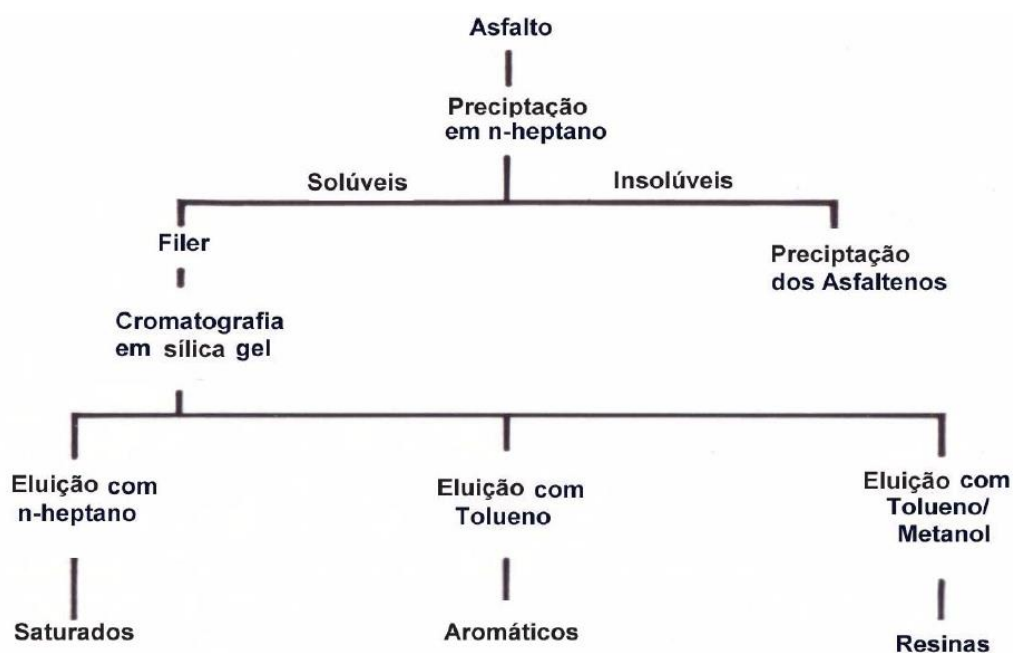 Asfalto
Preciptação
em n-heptano
Solúveis
Insolúveis
Filer
Preciptação
dos Asfaltenos
Cromatografia
em sílica gel
Eluição com
n-heptano
Eluição com
Tolueno
Eluição com
Tolueno/
Metanol
Saturados
Aromáticos
Resinas